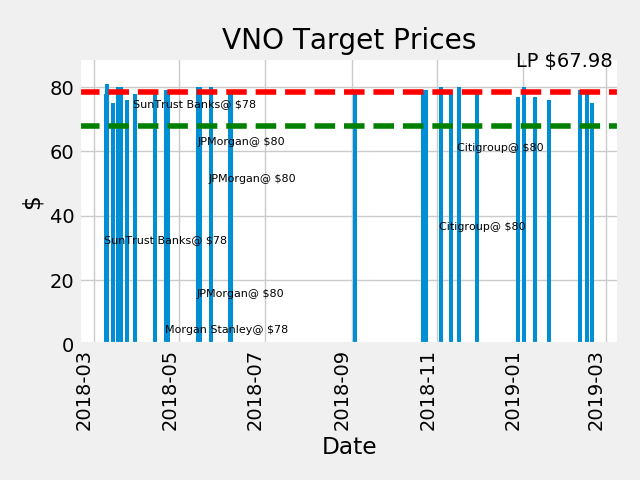 VNO Target Prices
LP $67.98
80
SunTrust Banks@ $78
JPMorgan@ $80
Citigroup@ $80
60
JPMorgan@ $80
$
40
Citigroup@ $80
SunTrust Banks@ $78
20
JPMorgan@ $80
Morgan Stanley@ $78
0
2018-03
2018-05
2018-07
2018-09
2018-11
2019-01
2019-03
Date